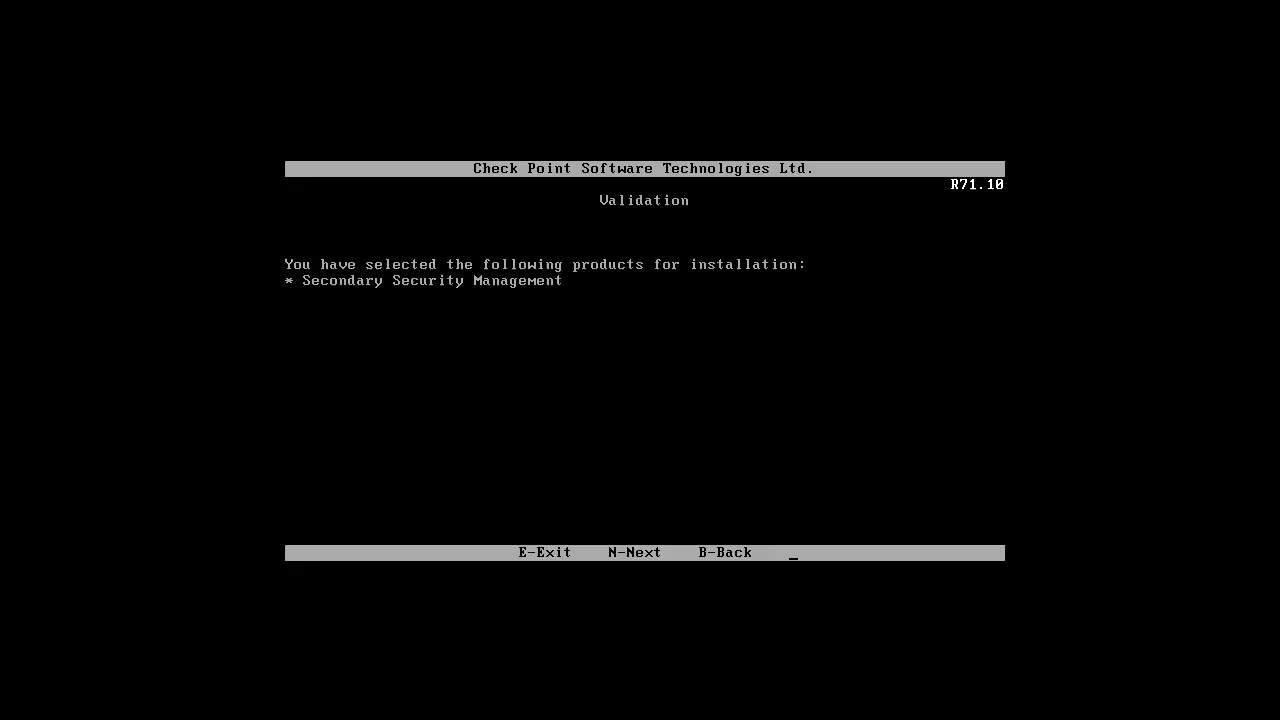 Check Point Software Technologies Ltd.
R71.10
Validation
You have selected the following products for installation:
* Secondary Security Management
E-Exit N-Next B-Back _